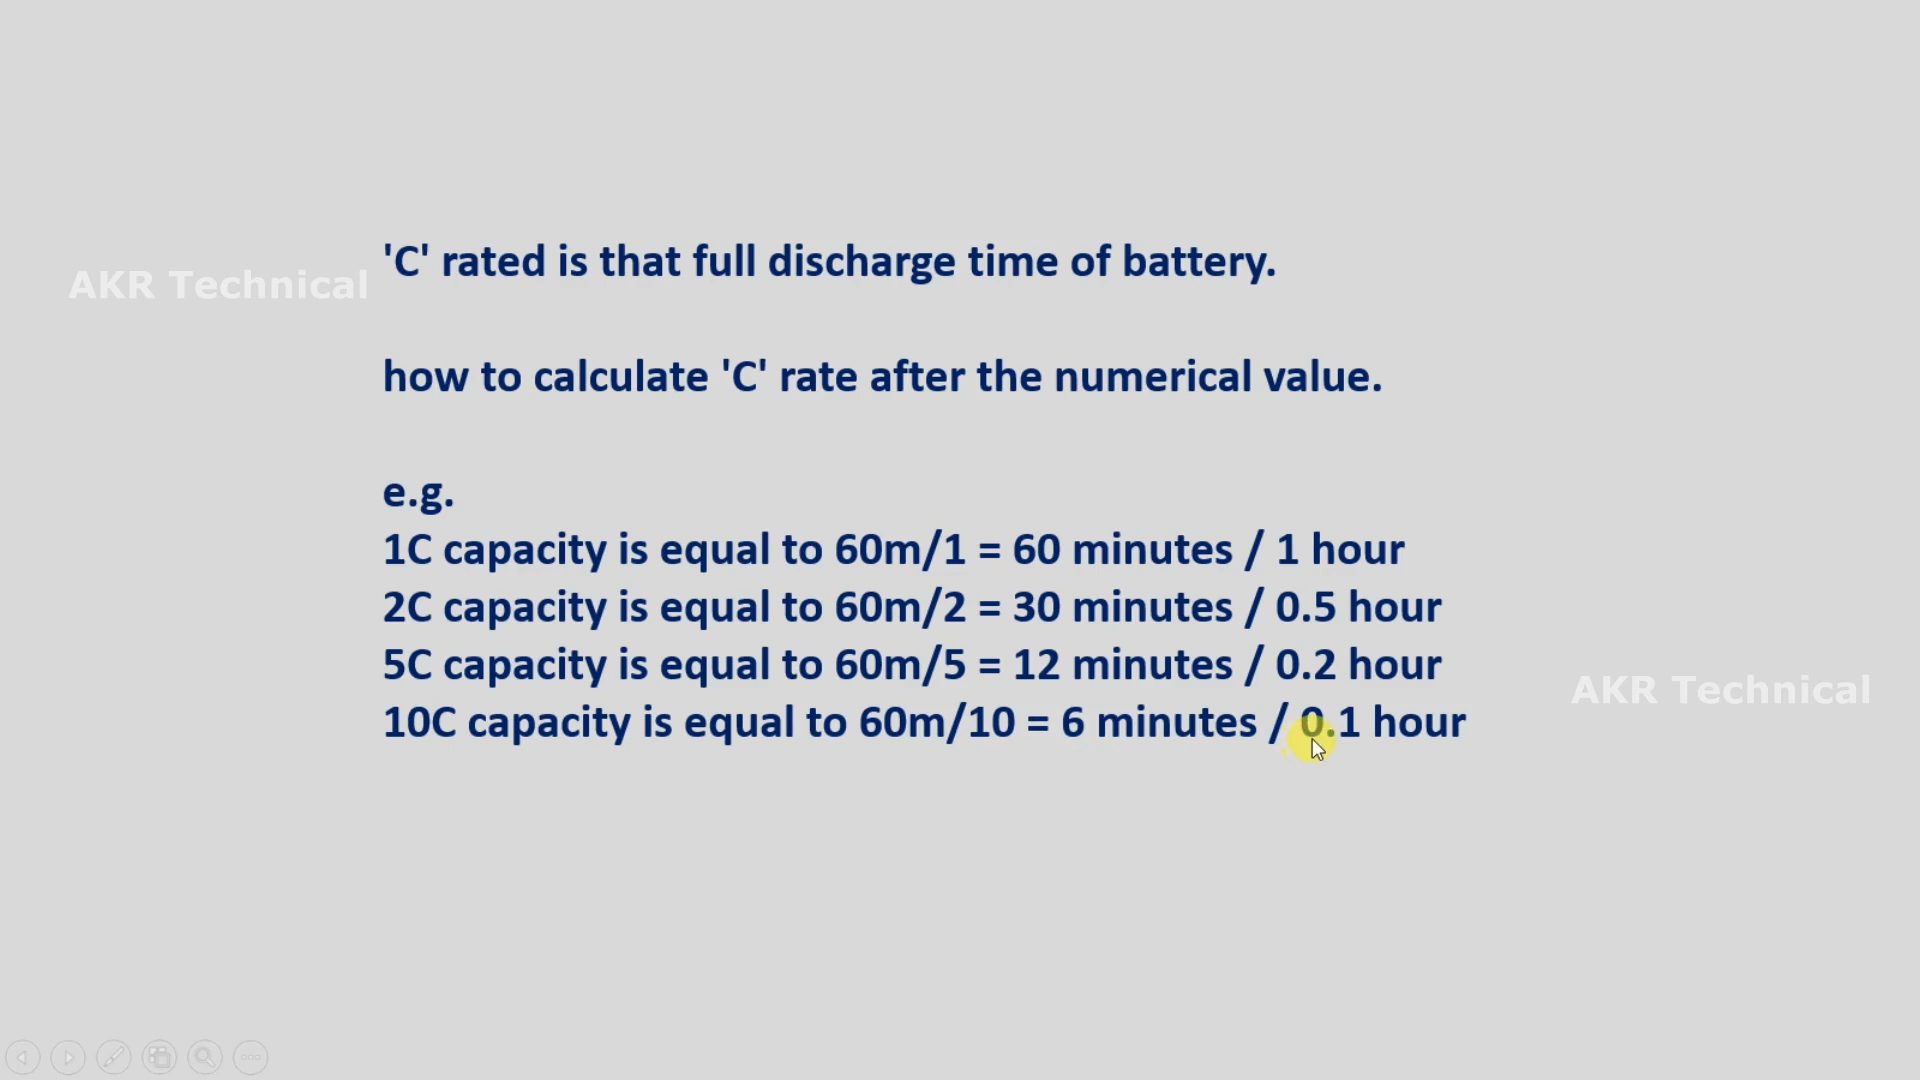 'C' rated is that full discharge time of battery.
AKR Technical
how to calculate 'C' rate after the numerical value.
e.g.
1C capacity is equal to 60m/1 = 60 minutes / 1 hour
2C capacity is equal to 60m/2 = 30 minutes / 0.5 hour
5C capacity is equal to 60m/5 = 12 minutes / 0.2 hour
AKR Technical
10C capacity is equal to 60m/10 = 6 minutes / 0.1 hour